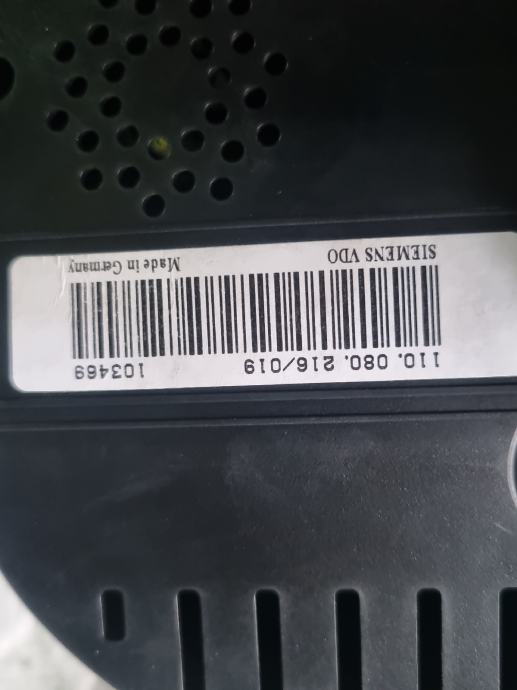 110. 080. 216/019 103469
SIEMENS VDO Made in Germany